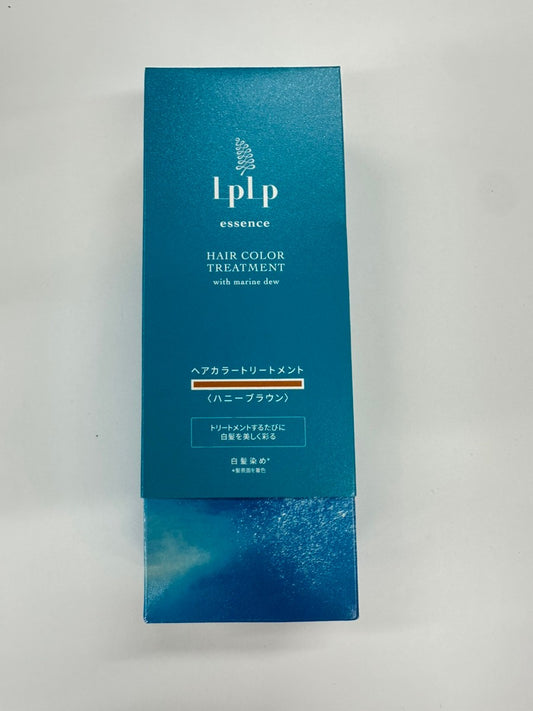 LpLp
essence
HAIR COLOR
TREATMENT
with marine dew
ヘアカラートリートメント
〈ハニーブラウン〉
トリートメントするたびに
白髪を美しく彩る
白髪染め*
*髪表面を着色